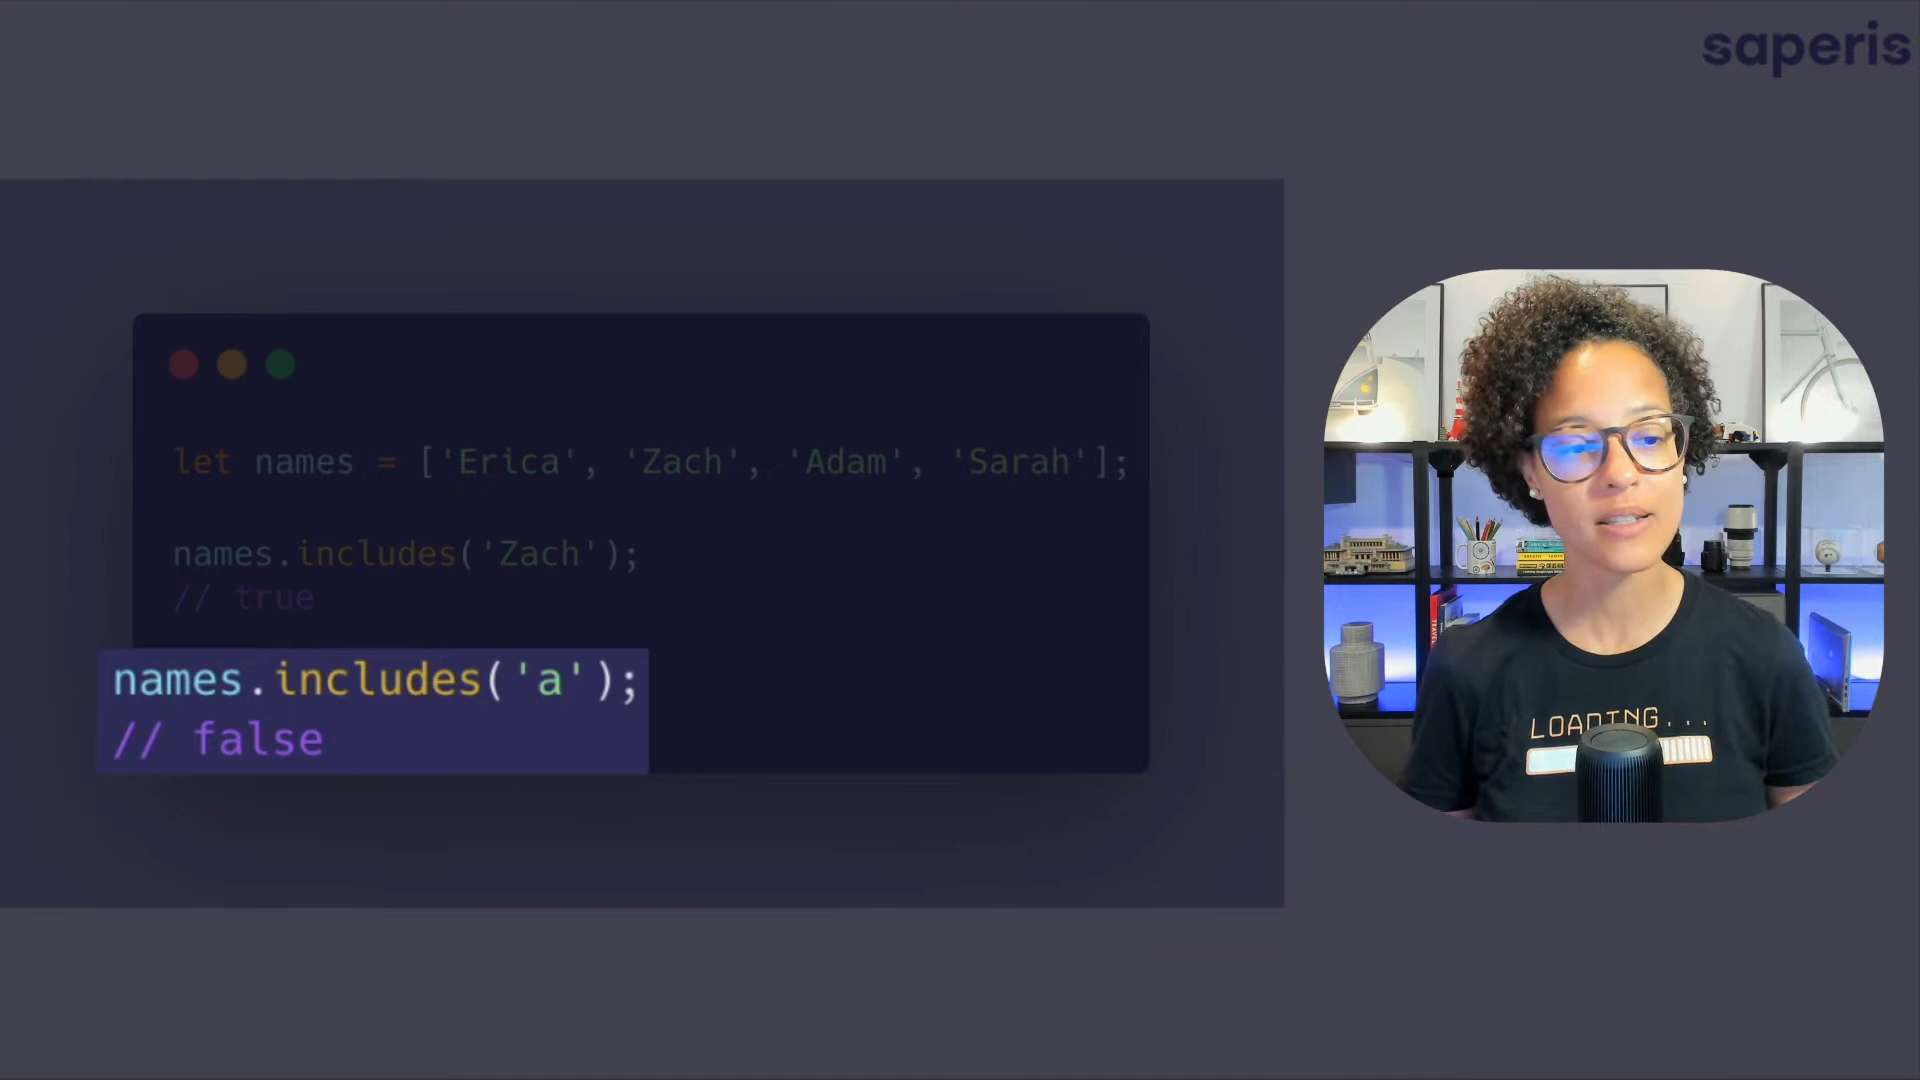 saperis
let names = ['Erica', 'Zach', 'Adam', 'Sarah'];
names.includes('Zach');
// true
names.includes('a');
// false
LOADING...